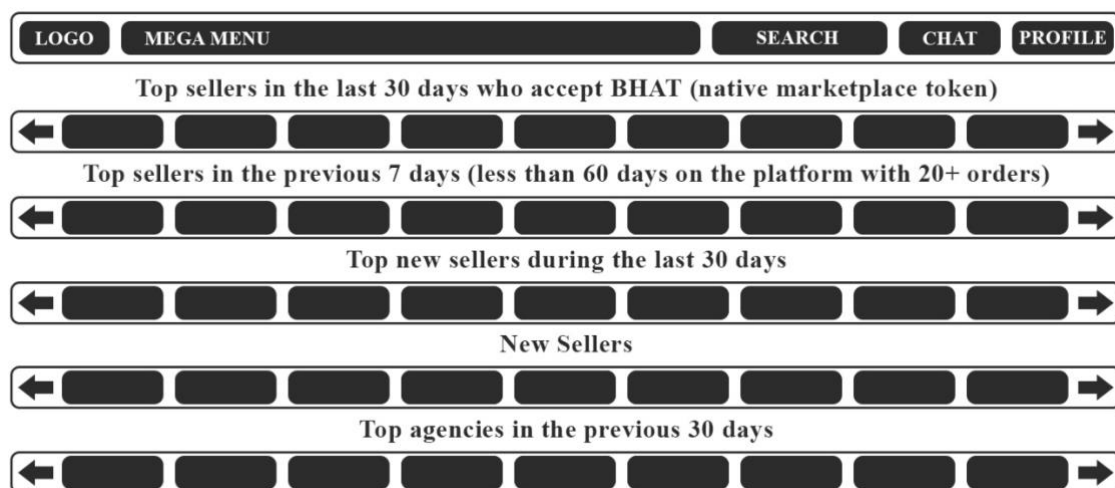 LOGO MEGA MENU SEARCH CHAT PROFILE
Top sellers in the last 30 days who accept BHAT (native marketplace token)
Top sellers in the previous 7 days (less than 60 days on the platform with 20+ orders)
Top new sellers during the last 30 days
New Sellers
Top agencies in the previous 30 days